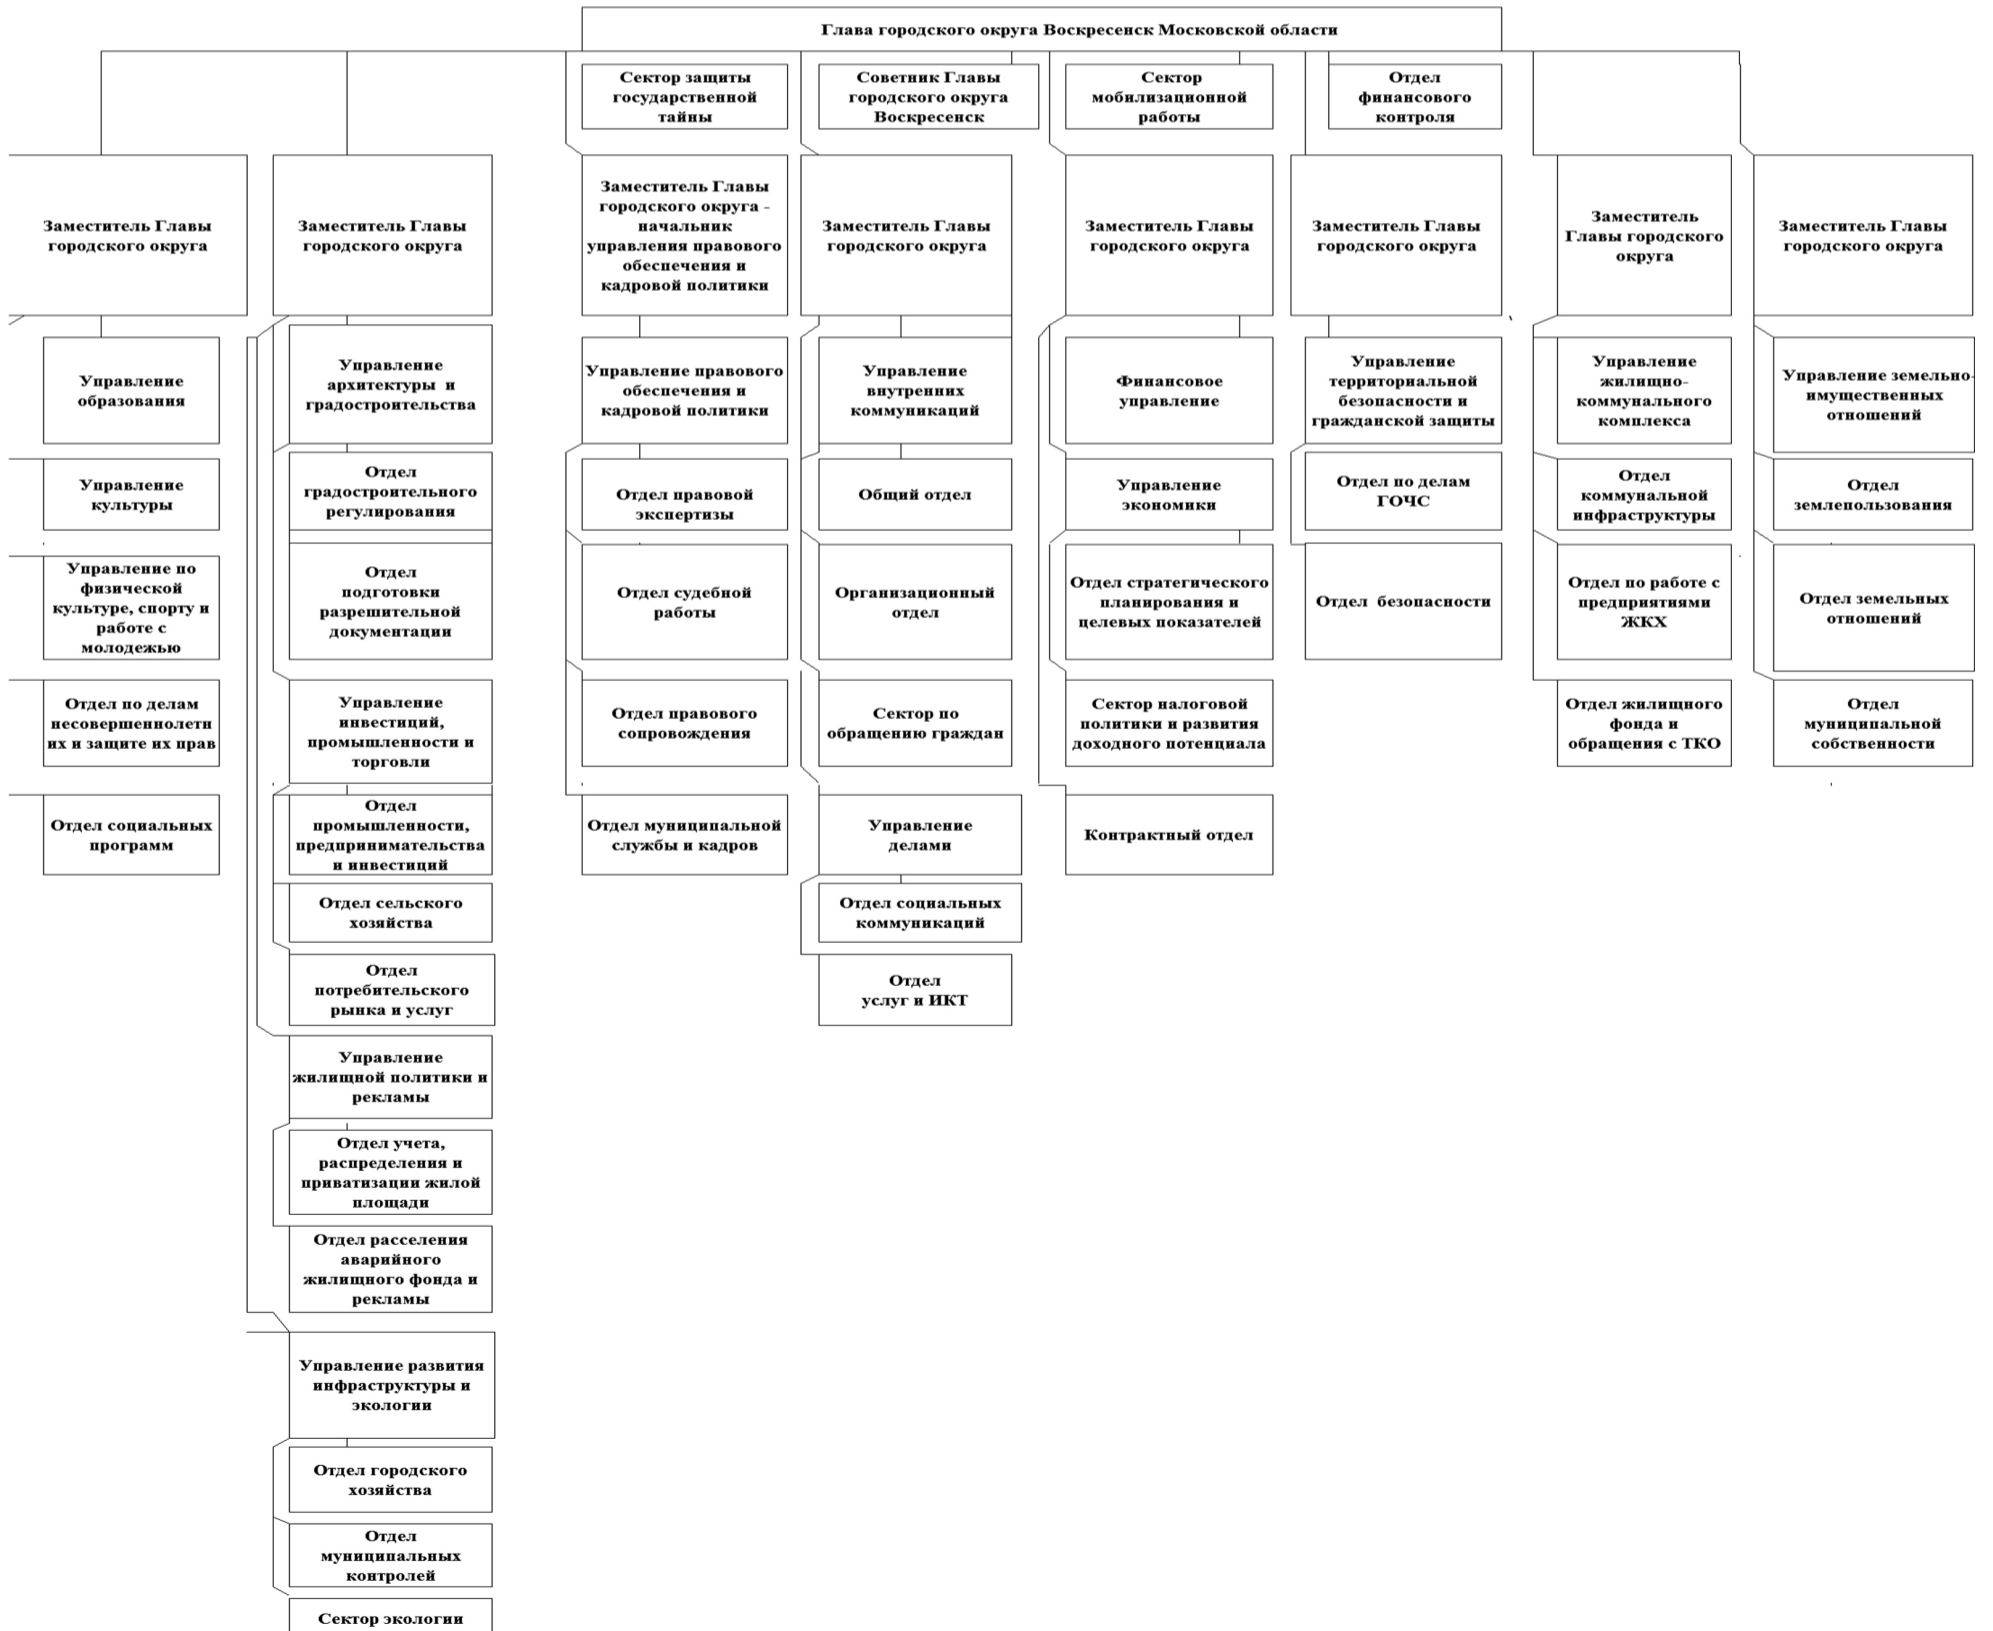 Глава городского округа Воскресенск Московской области
Сектор защиты
государственной
тайны
Советник Главы
городского округа
Воскресенск
Сектор
мобилизационной
работы
Отдел
финансового
контроля
Заместитель Главы
городского округа
Заместитель Главы
городского округа
Заместитель Главы
городского округа -
начальник
управления правового
обеспечения и
кадровой политики
Заместитель Главы
городского округа
Заместитель Главы
городского округа
Заместитель Главы
городского округа
Заместитель
Главы городского
округа
Заместитель Главы
городского округа
Управление
образования
Управление
культуры
Управление по
физической
культуре, спорту и
работе с
молодежью
Отдел по делам
несовершеннолетн
их и защите их прав
Отдел социальных
программ
Управление
архитектуры и
градостроительства
Отдел
градостроительного
регулирования
Отдел
подготовки
разрешительной
документации
Управление
инвестиций,
промышленности и
торговли
Отдел
промышленности,
предпринимательства
и инвестиций
Отдел сельского
хозяйства
Отдел
потребительского
рынка и услуг
Управление
жилищной политики и
рекламы
Отдел учета,
распределения и
приватизации жилой
площади
Отдел расселения
аварийного
жилищного фонда и
рекламы
Управление развития
инфраструктуры и
экологии
Отдел городского
хозяйства
Отдел
муниципальных
контролей
Сектор экологии
Управление правового
обеспечения и
кадровой политики
Отдел правовой
экспертизы
Отдел судебной
работы
Отдел правового
сопровождения
Отдел муниципальной
службы и кадров
Управление
внутренних
коммуникаций
Общий отдел
Организационный
отдел
Сектор по
обращению граждан
Управление
делами
Отдел социальных
коммуникаций
Отдел
услуг и ИКТ
Финансовое
управление
Управление
экономики
Отдел стратегического
планирования и
целевых показателей
Сектор налоговой
политики и развития
доходного потенциала
Контрактный отдел
Управление
территориальной
безопасности и
гражданской защиты
Отдел по делам
ГОЧС
Отдел безопасности
Управление
жилищно-
коммунального
комплекса
Отдел
коммунальной
инфраструктуры
Отдел по работе с
предприятиями
ЖКХ
Отдел жилищного
фонда и
обращения с ТКО
Управление земельно-
имущественных
отношений
Отдел
землепользования
Отдел земельных
отношений
Отдел
муниципальной
собственности